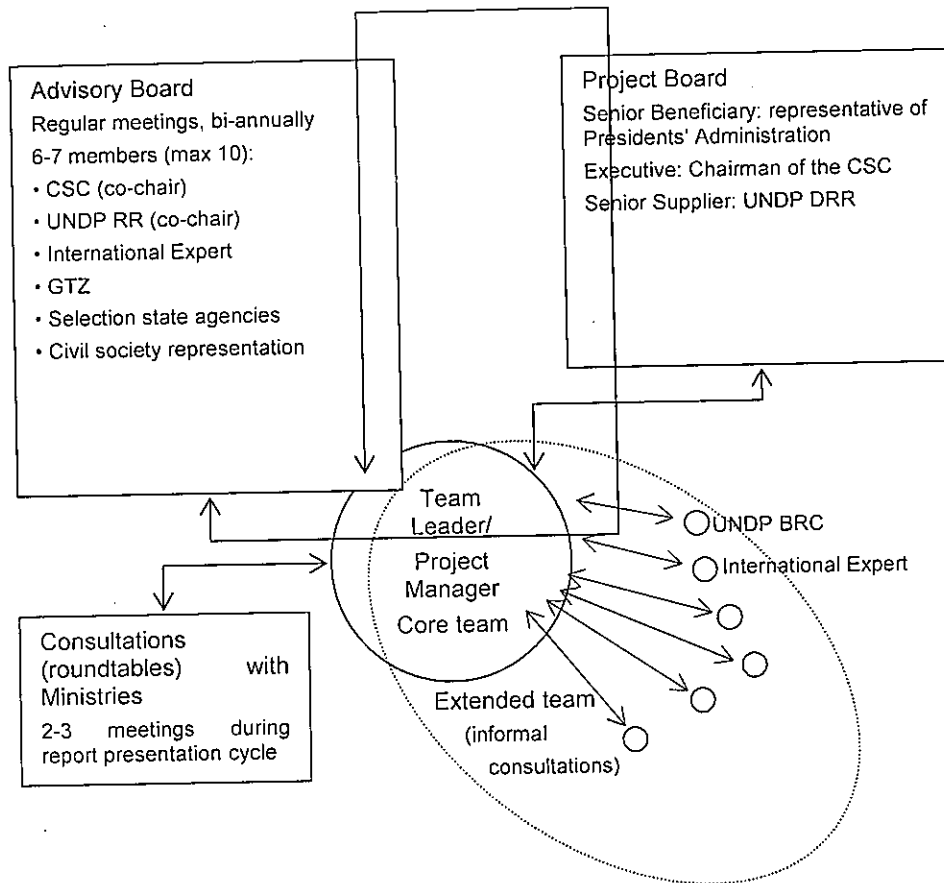 Advisory Board
Regular meetings, bi-annually
6-7 members (max 10):
• CSC (co-chair)
• UNDP RR (co-chair)
• International Expert
• GTZ
• Selection state agencies
• Civil society representation
Project Board
Senior Beneficiary: representative of
Presidents' Administration
Executive: Chairman of the CSC
Senior Supplier: UNDP DRR
Team
Leader/
Project
Manager
Core team
UNDP BRC
International Expert
Extended team
(informal
consultations)
Consultations
(roundtables) with
Ministries
2-3 meetings during
report presentation cycle